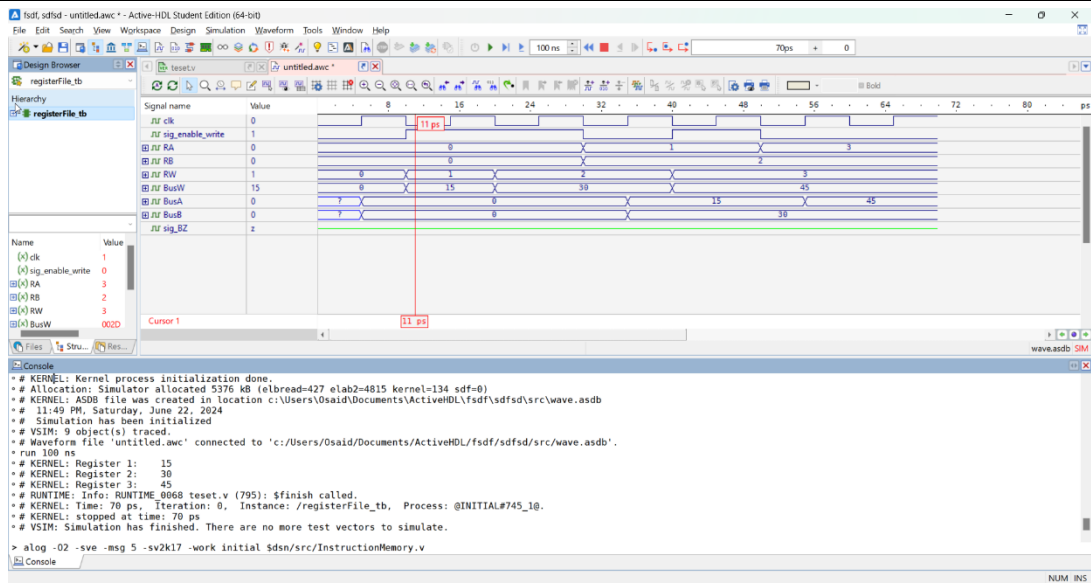 fsdf, sdfsd - untitled.awc * - Active-HDL Student Edition (64-bit)
File Edit Search View Workspace Design Simulation Waveform Tools Window Help
100 ns 70ps + 0
Design Browser teset.v untitled.awc *
registerFile_tb Bold
Hierarchy
registerFile_tb
Signal name Value 8 16 24 32 40 48 56 64 72 80 ps
clk 0 11 ps
sig_enable_write 1
RA 0 0 1 3
RB 0 0 2
RW 1 0 1 2 3
BusW 15 0 15 30 45
BusA 0 ? 0 15 45
BusB 0 ? 0 30
sig_BZ z
Name Value
clk 1
sig_enable_write 0
RA 3
RB 2
RW 3
BusW 002D
Cursor 1 11 ps
Files Stru... Res...
wave.asdb SIM
Console
# KERNEL: Kernel process initialization done.
# Allocation: Simulator allocated 5376 kB (elbread=427 elab2=4815 kernel=134 sdf=0)
# KERNEL: ASDB file was created in location c:\Users\Osaid\Documents\ActiveHDL\fsdf\sdfsd\src\wave.asdb
# 11:49 PM, Saturday, June 22, 2024
# Simulation has been initialized
# VSIM: 9 object(s) traced.
# Waveform file 'untitled.awc' connected to 'c:/Users/Osaid/Documents/ActiveHDL/fsdf/sdfsd/src/wave.asdb'.
run 100 ns
# KERNEL: Register 1: 15
# KERNEL: Register 2: 30
# KERNEL: Register 3: 45
# RUNTIME: Info: RUNTIME_0068 teset.v (795): $finish called.
# KERNEL: Time: 70 ps, Iteration: 0, Instance: /registerFile_tb, Process: @INITIAL#745_1@.
# KERNEL: stopped at time: 70 ps
# VSIM: Simulation has finished. There are no more test vectors to simulate.
> alog -O2 -sve -msg 5 -sv2k17 -work initial $dsn/src/InstructionMemory.v
Console
NUM INS